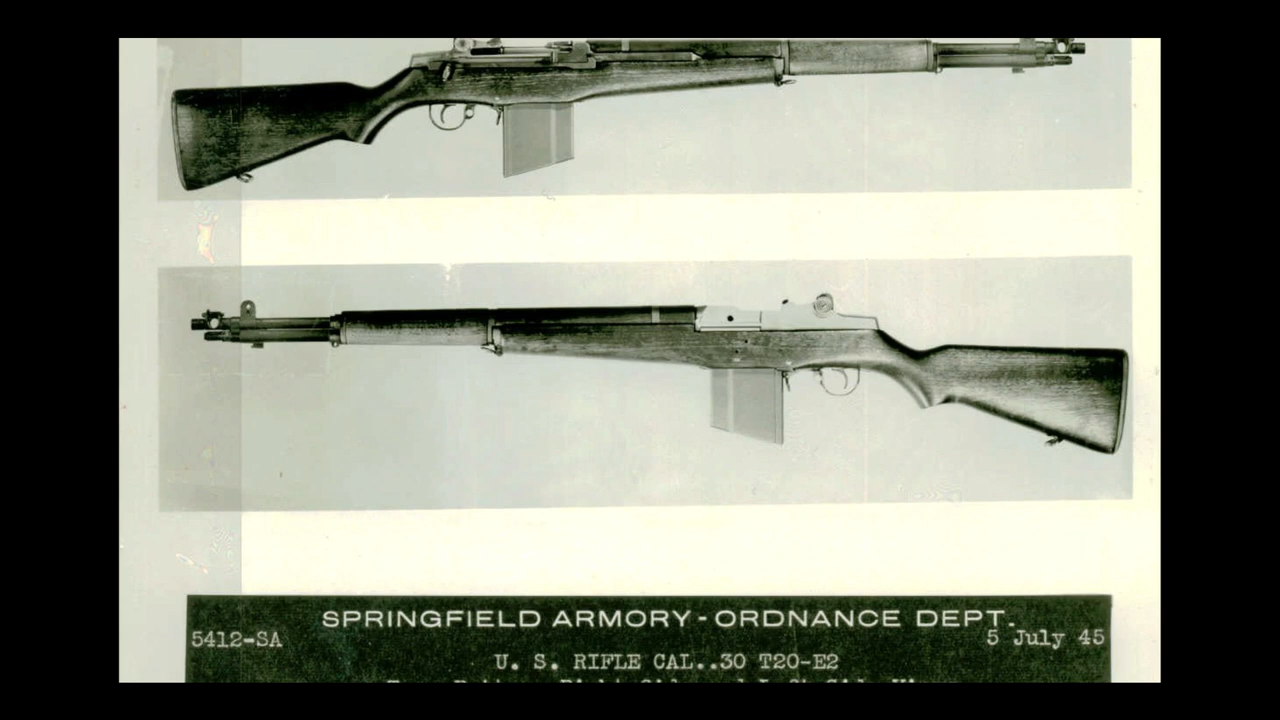 SPRINGFIELD ARMORY-ORDNANCE DEPT.
5412-SA
5 July 45
U. S. RIFLE CAL..30 T20-E2